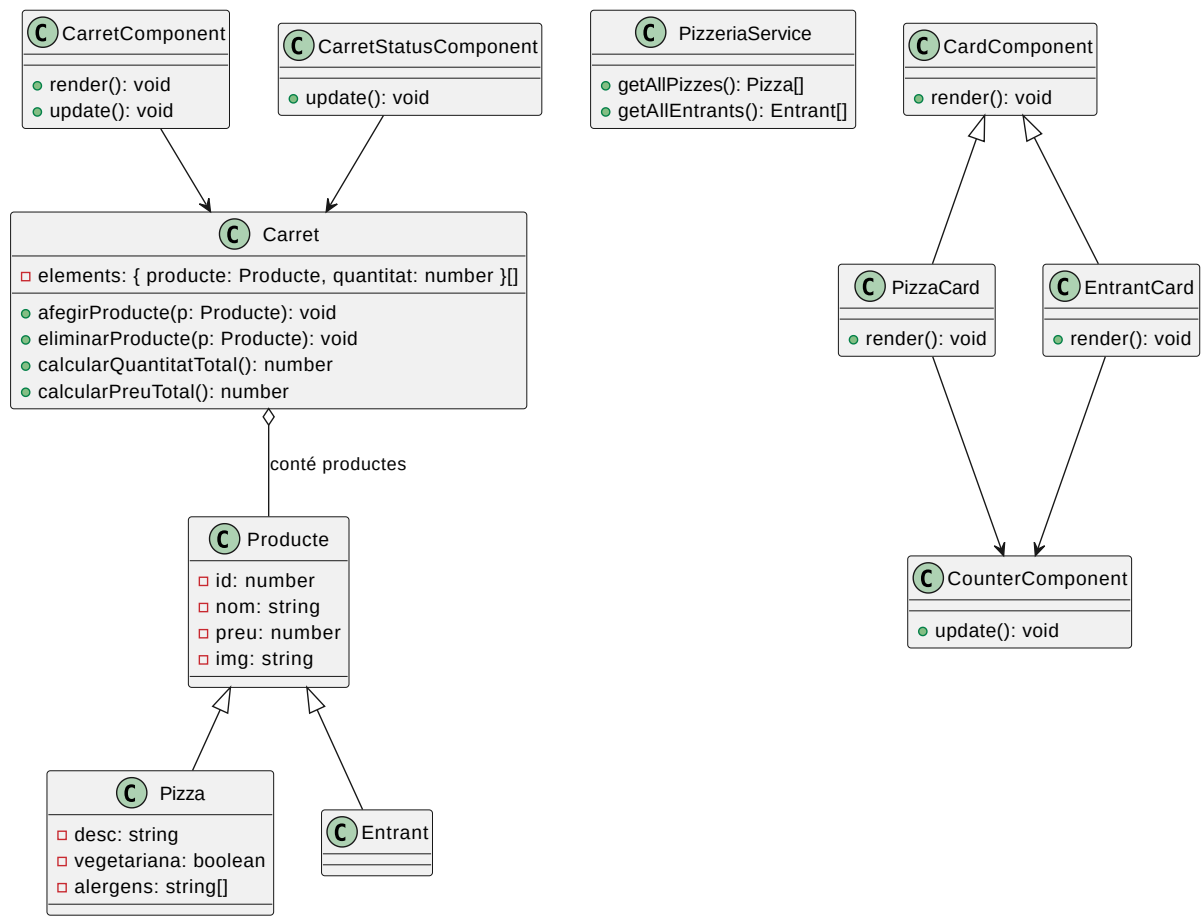 C CarretComponent
render(): void
update(): void
C CarretStatusComponent
update(): void
C PizzeriaService
getAllPizzes(): Pizza[]
getAllEntrants(): Entrant[]
C CardComponent
render(): void
C Carret
elements: { producte: Producte, quantitat: number }[]
afegirProducte(p: Producte): void
eliminarProducte(p: Producte): void
calcularQuantitatTotal(): number
calcularPreuTotal(): number
C PizzaCard
render(): void
C EntrantCard
render(): void
conté productes
C Producte
id: number
nom: string
preu: number
img: string
C CounterComponent
update(): void
C Pizza
desc: string
vegetariana: boolean
alergens: string[]
C Entrant